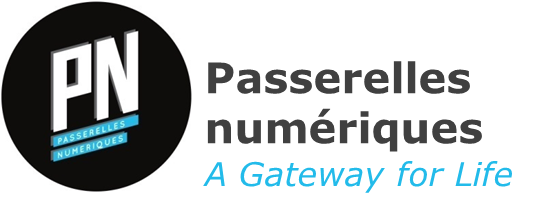 PN
PASSERELLES
NUMERIQUES
Passerelles
numériques
A Gateway for Life